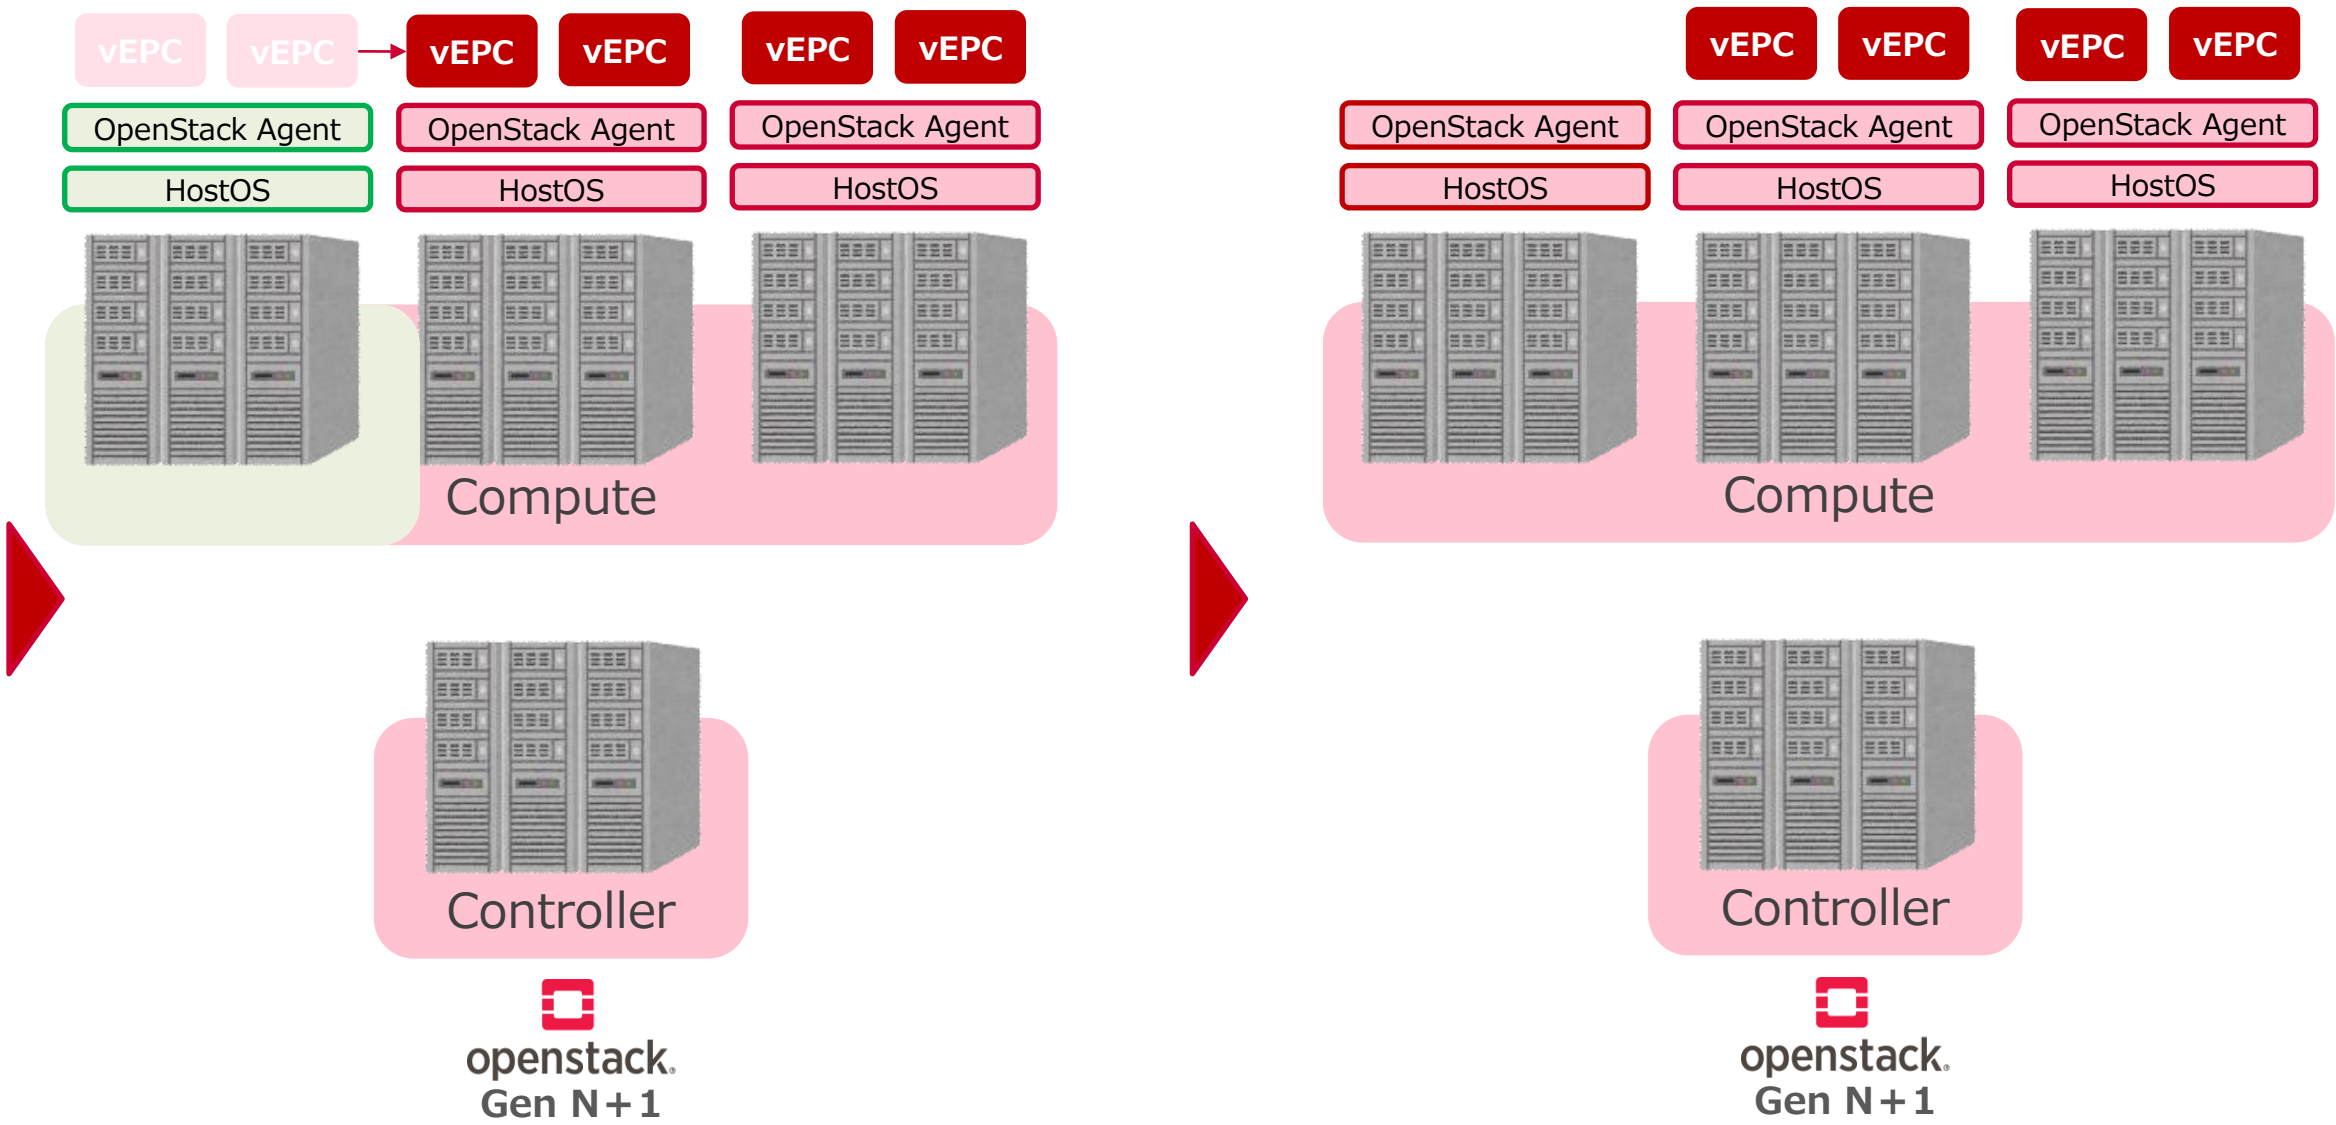 vEPC vEPC vEPC vEPC vEPC vEPC
OpenStack Agent OpenStack Agent OpenStack Agent
HostOS HostOS HostOS
Compute
Controller
openstack.
Gen N+1
vEPC vEPC vEPC vEPC
OpenStack Agent OpenStack Agent OpenStack Agent
HostOS HostOS HostOS
Compute
Controller
openstack.
Gen N+1